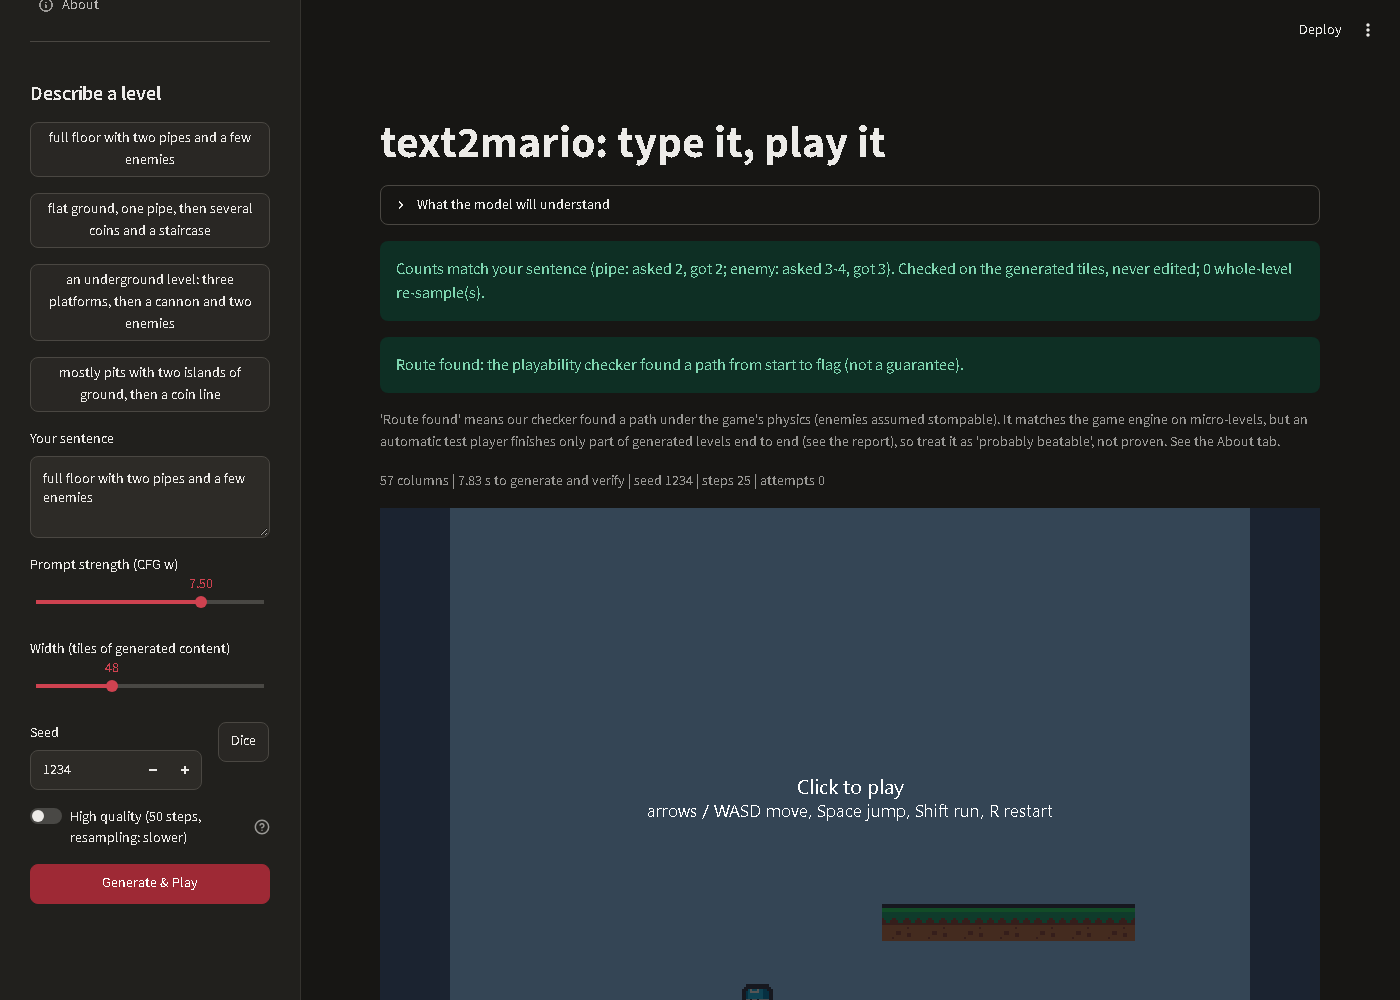 About
Describe a level
full floor with two pipes and a few
enemies
flat ground, one pipe, then several
coins and a staircase
an underground level: three
platforms, then a cannon and two
enemies
mostly pits with two islands of
ground, then a coin line
Your sentence
full floor with two pipes and a few
enemies
Prompt strength (CFG w)
7.50
Width (tiles of generated content)
48
Seed
Dice
1234
High quality (50 steps,
resampling: slower)
Generate & Play
Deploy
text2mario: type it, play it
What the model will understand
Counts match your sentence (pipe: asked 2, got 2; enemy: asked 3-4, got 3). Checked on the generated tiles, never edited; 0 whole-level
re-sample(s).
Route found: the playability checker found a path from start to flag (not a guarantee).
'Route found' means our checker found a path under the game's physics (enemies assumed stompable). It matches the game engine on micro-levels, but an
automatic test player finishes only part of generated levels end to end (see the report), so treat it as 'probably beatable', not proven. See the About tab.
57 columns | 7.83 s to generate and verify | seed 1234 | steps 25 | attempts 0
Click to play
arrows / WASD move, Space jump, Shift run, R restart